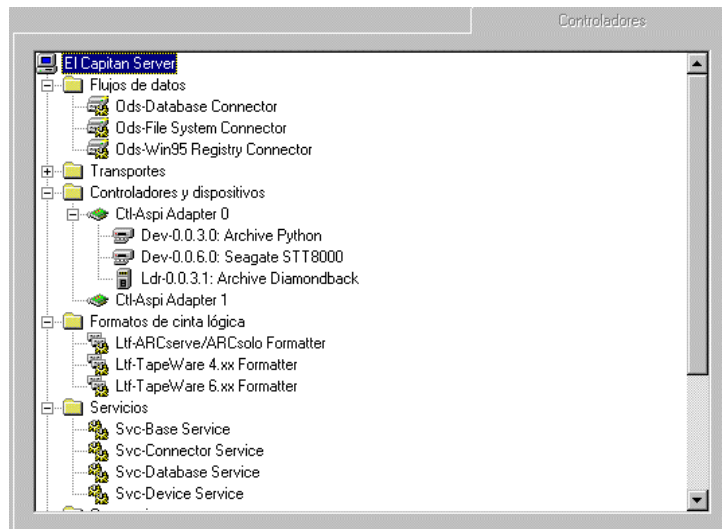 Controladores
El Capitan Server
Flujos de datos
Ods-Database Connector
Ods-File System Connector
Ods-Win95 Registry Connector
Transportes
Controladores y dispositivos
Ctl-Aspi Adapter 0
Dev-0.0.3.0: Archive Python
Dev-0.0.6.0: Seagate STT8000
Ldr-0.0.3.1: Archive Diamondback
Ctl-Aspi Adapter 1
Formatos de cinta lógica
Ltf-ARCserve/ARCsolo Formatter
Ltf-TapeWare 4.xx Formatter
Ltf-TapeWare 6.xx Formatter
Servicios
Svc-Base Service
Svc-Connector Service
Svc-Database Service
Svc-Device Service